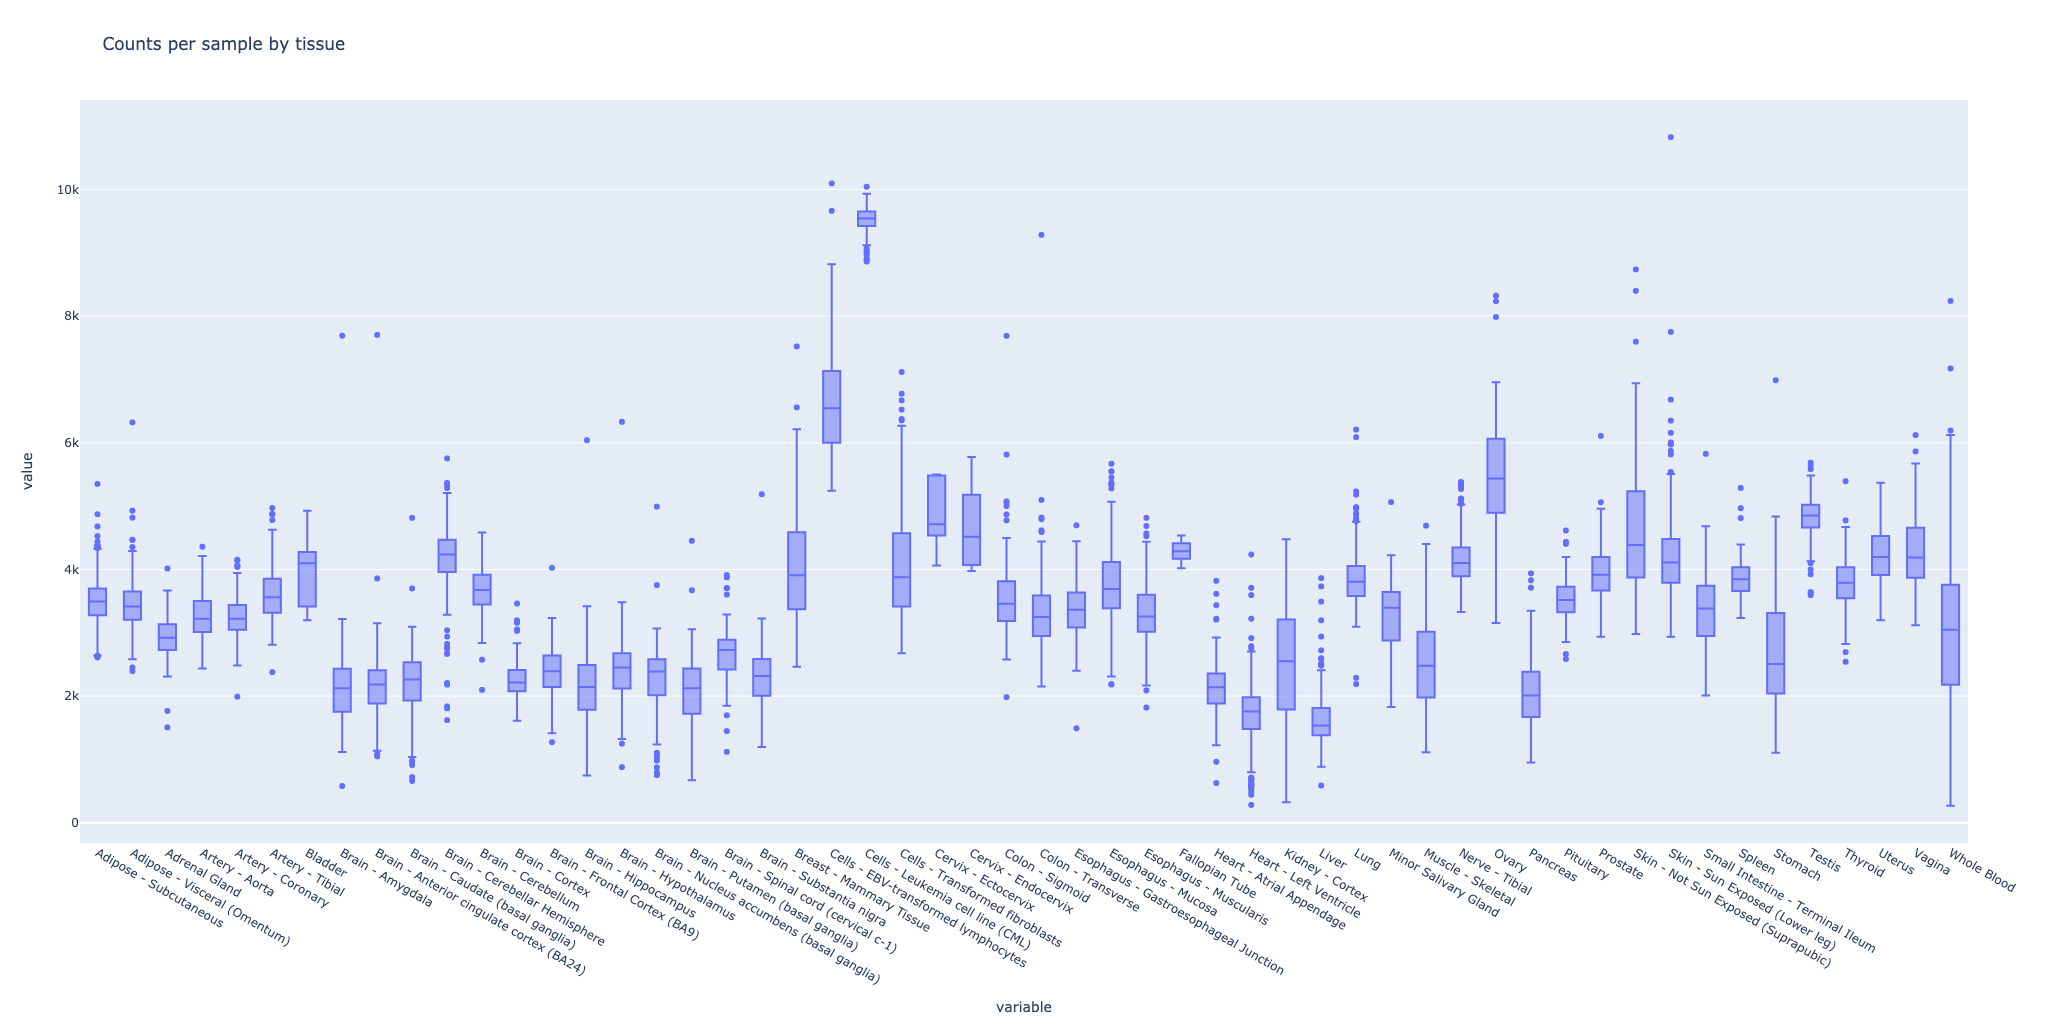 Counts per sample by tissue
10k
8k
6k
4k
2k
0
value
Adipose - Subcutaneous
Adipose - Visceral (Omentum)
Adrenal Gland
Artery - Aorta
Artery - Coronary
Artery - Tibial
Bladder
Brain - Amygdala
Brain - Anterior cingulate cortex (BA24)
Brain - Caudate (basal ganglia)
Brain - Cerebellar Hemisphere
Brain - Cerebellum
Brain - Cortex
Brain - Frontal Cortex (BA9)
Brain - Hippocampus
Brain - Hypothalamus
Brain - Nucleus accumbens (basal ganglia)
Brain - Putamen (basal ganglia)
Brain - Spinal cord (cervical c-1)
Brain - Substantia nigra
Breast - Mammary Tissue
Cells - EBV-transformed lymphocytes
Cells - Leukemia cell line (CML)
Cells - Transformed fibroblasts
Cervix - Ectocervix
Cervix - Endocervix
Colon - Sigmoid
Colon - Transverse
Esophagus - Gastroesophageal Junction
Esophagus - Mucosa
Esophagus - Muscularis
Fallopian Tube
Heart - Atrial Appendage
Heart - Left Ventricle
Kidney - Cortex
Liver
Lung
Minor Salivary Gland
Muscle - Skeletal
Nerve - Tibial
Ovary
Pancreas
Pituitary
Prostate
Skin - Not Sun Exposed (Suprapubic)
Skin - Sun Exposed (Lower leg)
Small Intestine - Terminal Ileum
Spleen
Stomach
Testis
Thyroid
Uterus
Vagina
Whole Blood
variable